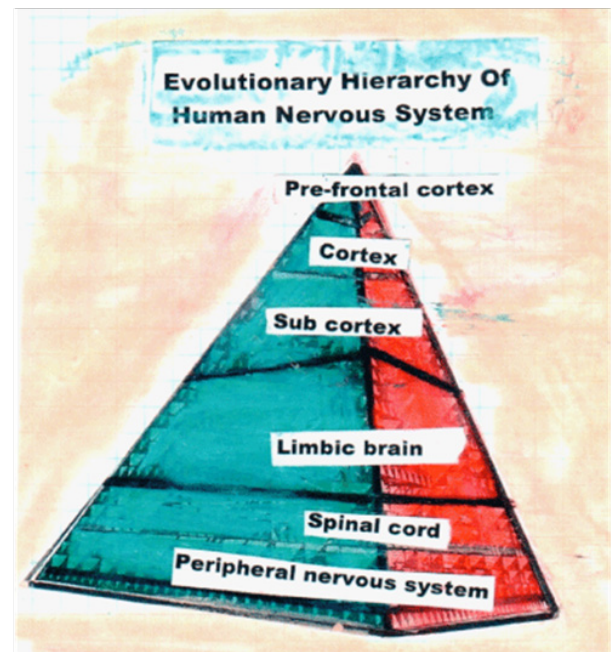 Evolutionary Hierarchy Of
Human Nervous System
Pre-frontal cortex
Cortex
Sub cortex
Limbic brain
Spinal cord
Peripheral nervous system